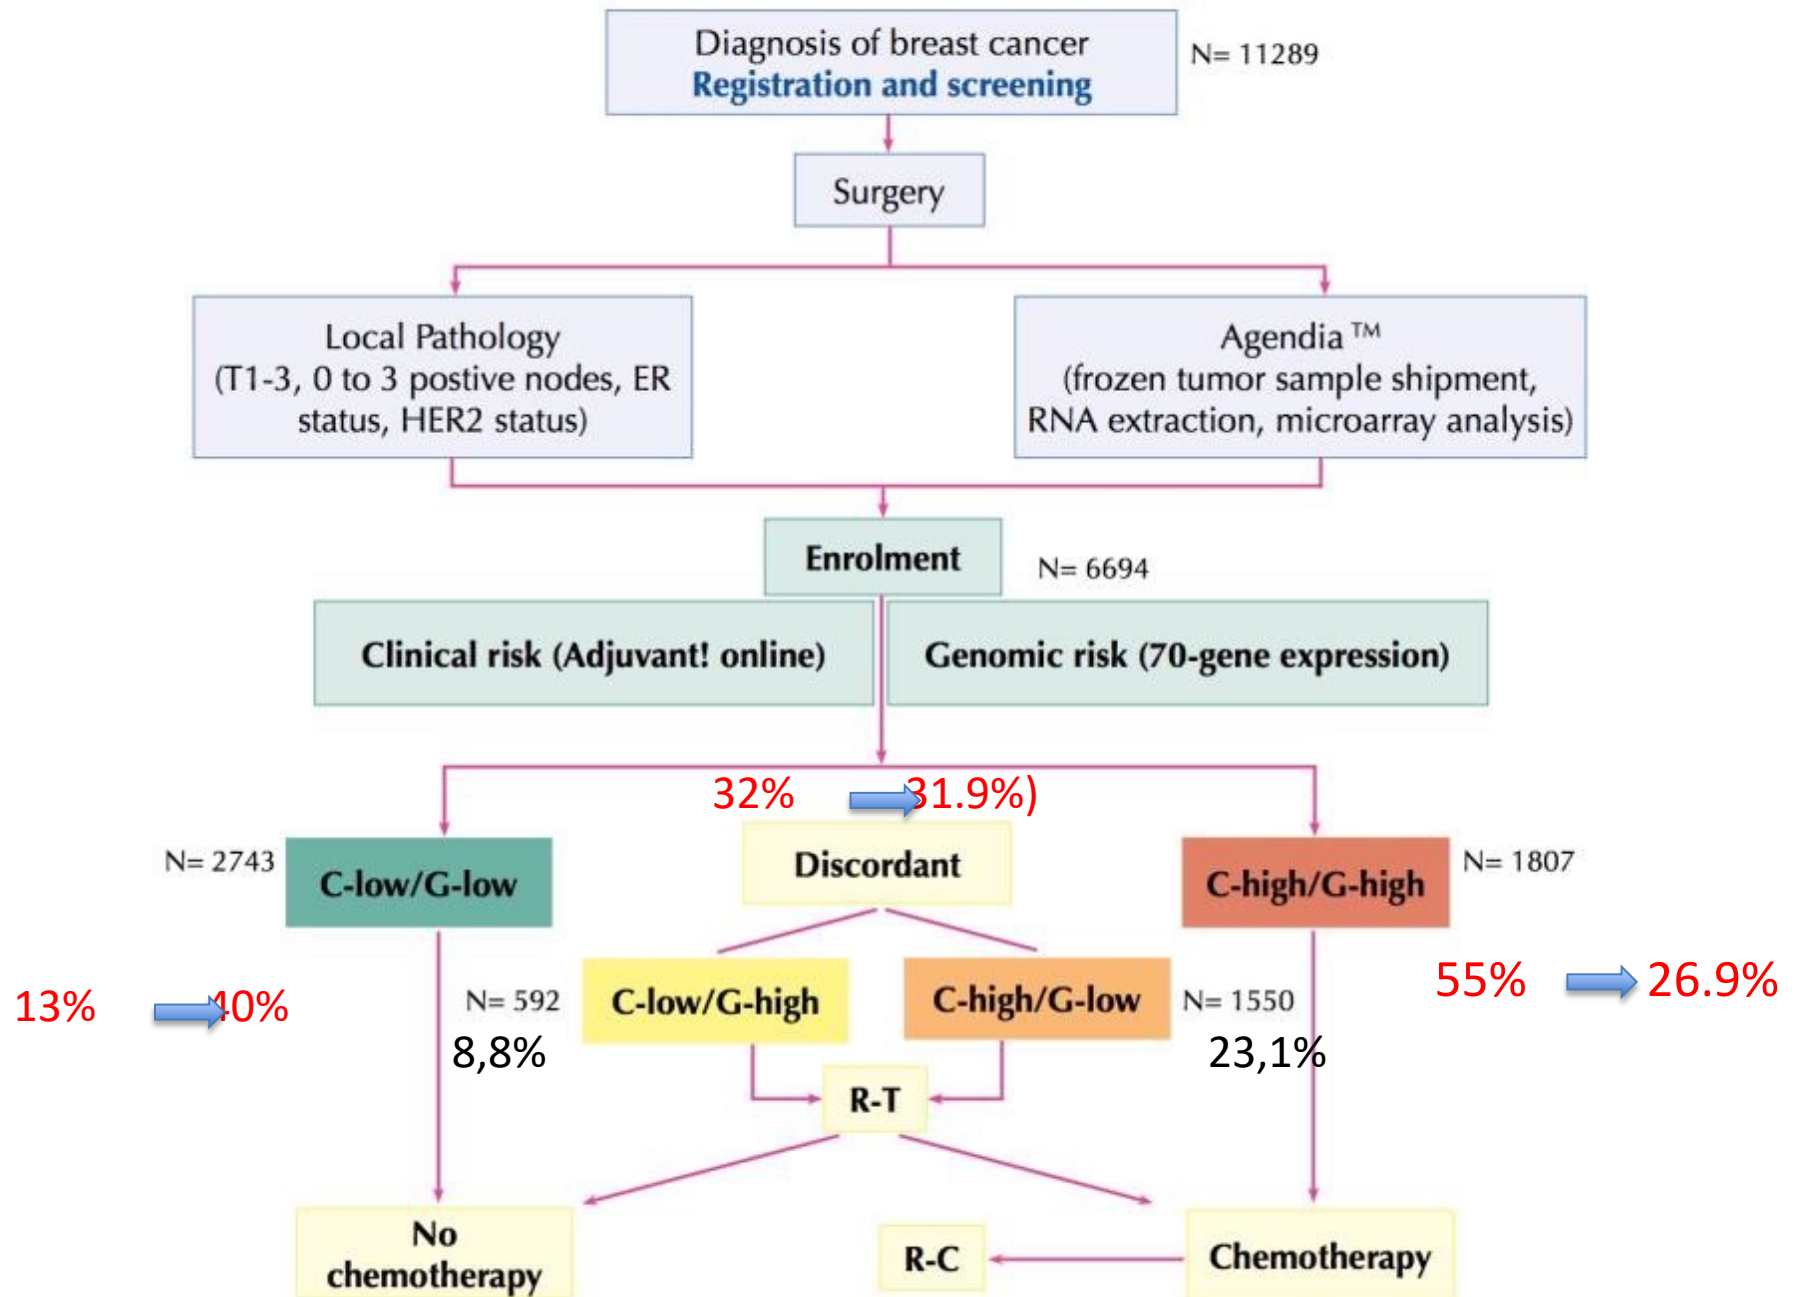 Diagnosis of breast cancer
Registration and screening
N= 11289
Surgery
Local Pathology
(T1-3, 0 to 3 postive nodes, ER
status, HER2 status)
Agendia™
(frozen tumor sample shipment,
RNA extraction, microarray analysis)
Enrolment
N= 6694
Clinical risk (Adjuvant! online)
Genomic risk (70-gene expression)
32% 31.9%)
N= 2743
C-low/G-low
Discordant
C-high/G-high
N= 1807
13% 40%
N= 592
8,8%
C-low/G-high
C-high/G-low
N= 1550
23,1%
55% 26.9%
R-T
No
chemotherapy
R-C
Chemotherapy